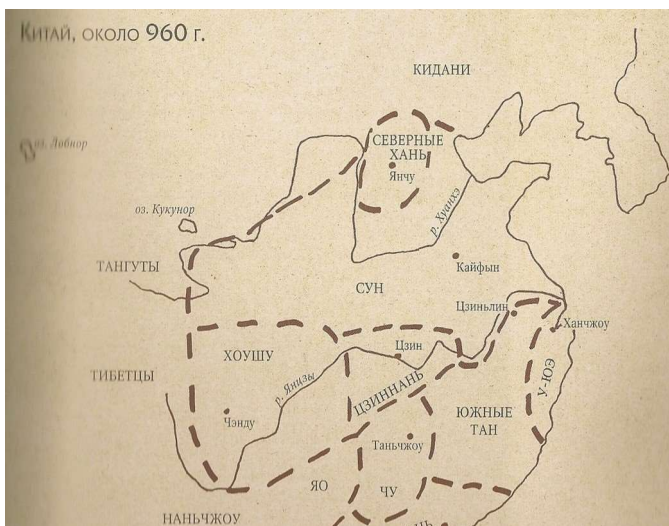 Китай, около 960 г.
КИДАНИ
СЕВЕРНЫЕ
ХАНЬ
Янчу
оз. Лобнор
р. Хуанхэ
оз. Кукунор
ТАНГУТЫ
Кайфын
СУН
Цзиньлин
Ханчжоу
ХОУШУ
Цзин
ТИБЕТЦЫ
р. Янцзы
ЦЗИННАНЬ
У-ЮЭ
Чэнду
ЮЖНЫЕ
ТАН
Таньчжоу
ЯО
ЧУ
НАНЬЧЖОУ